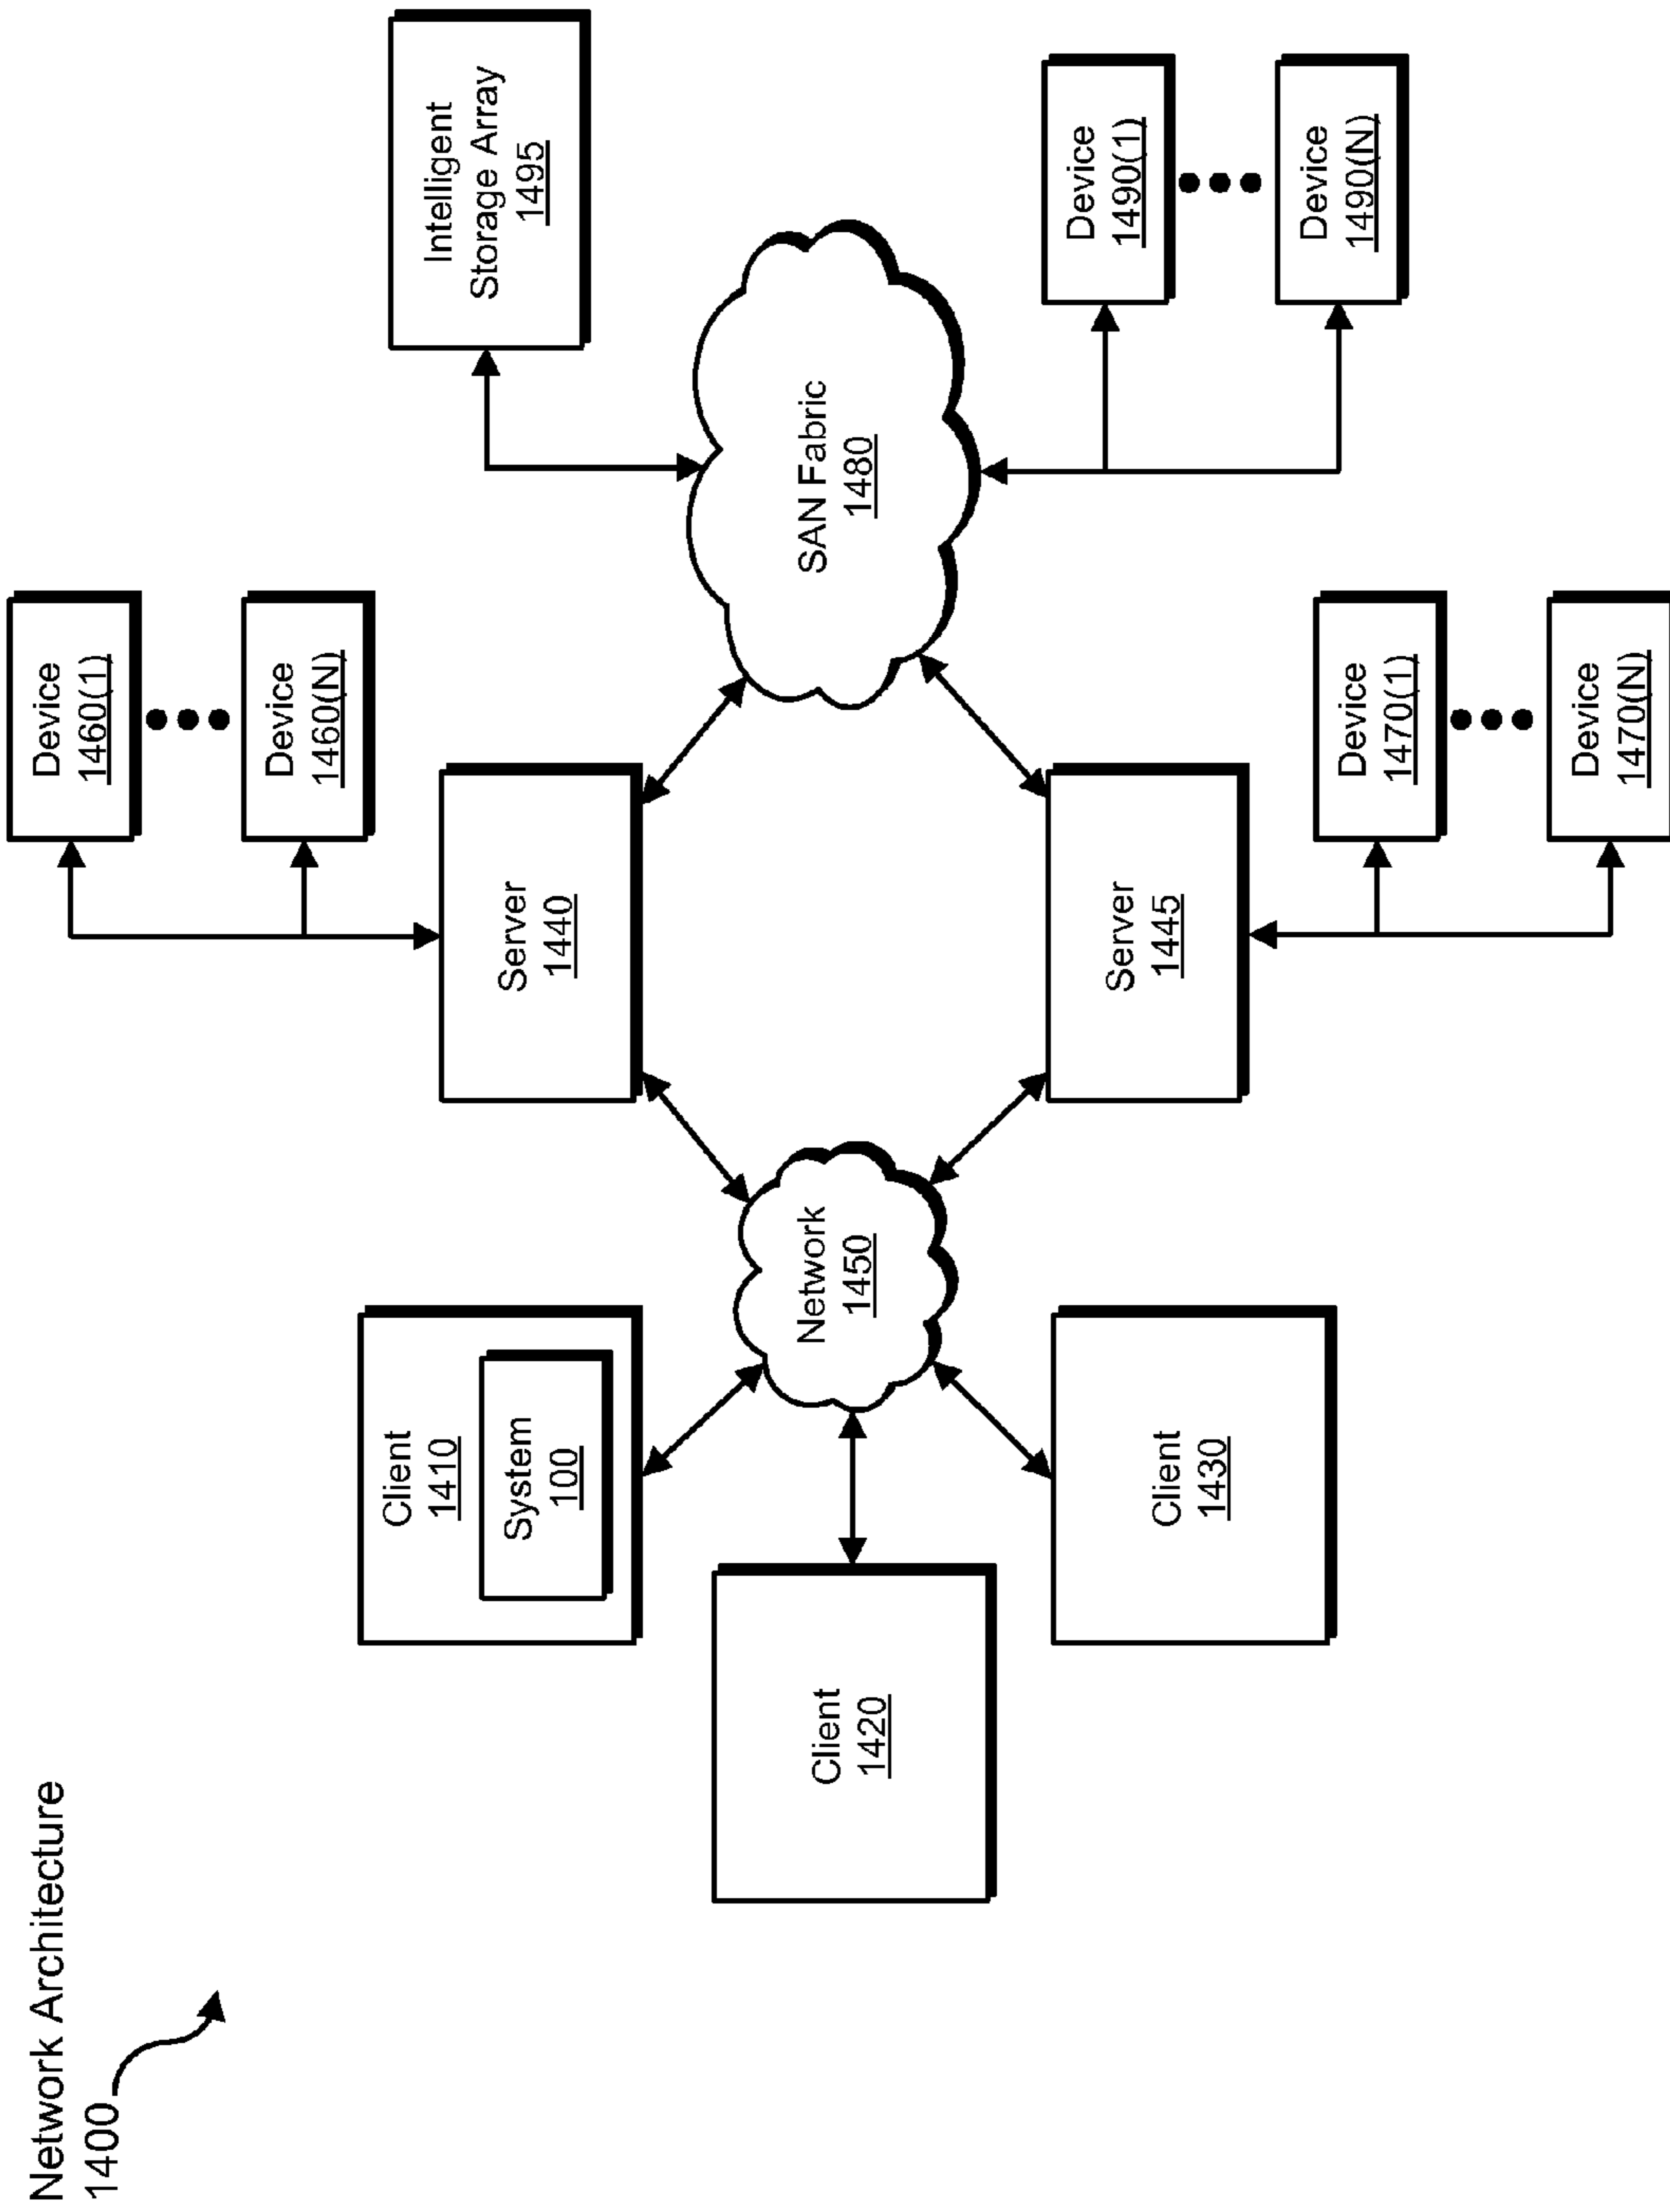 Network Architecture
1400
Client
1410
System
100
Client
1420
Client
1430
Network
1450
Server
1440
Server
1445
Device
1460(1)
Device
1460(N)
Device
1470(1)
Device
1470(N)
SAN Fabric
1480
Intelligent
Storage Array
1495
Device
1490(1)
Device
1490(N)